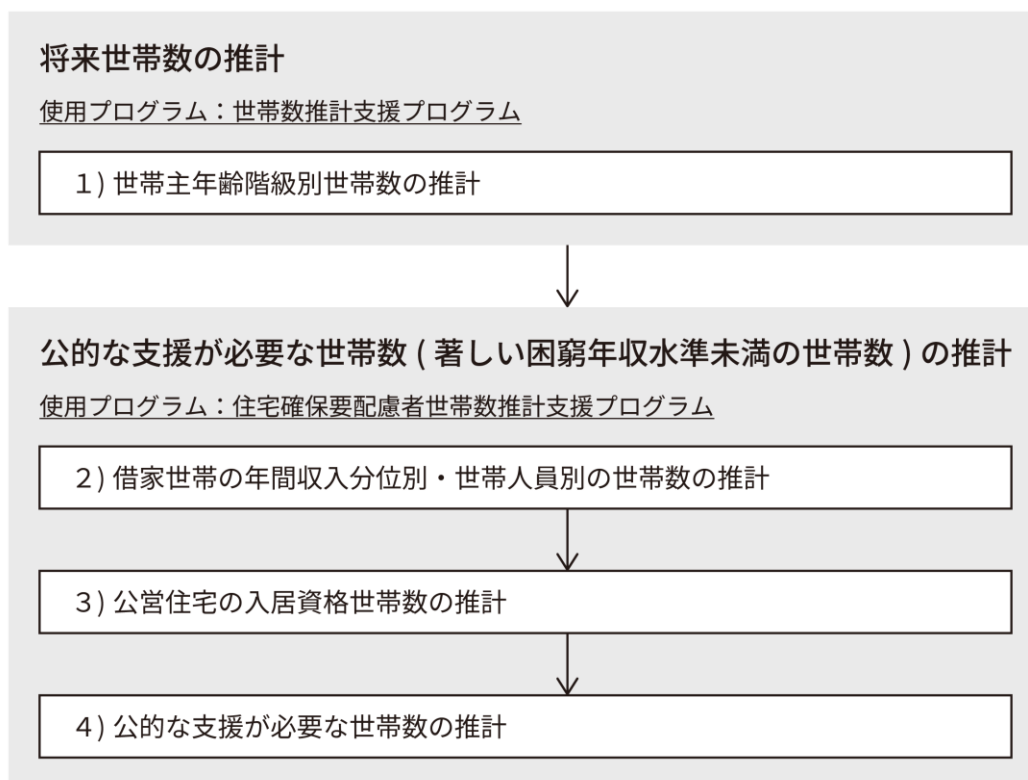 将来世帯数の推計
使用プログラム：世帯数推計支援プログラム
１) 世帯主年齢階級別世帯数の推計
公的な支援が必要な世帯数 ( 著しい困窮年収水準未満の世帯数 ) の推計
使用プログラム：住宅確保要配慮者世帯数推計支援プログラム
２) 借家世帯の年間収入分位別・世帯人員別の世帯数の推計
３) 公営住宅の入居資格世帯数の推計
４) 公的な支援が必要な世帯数の推計